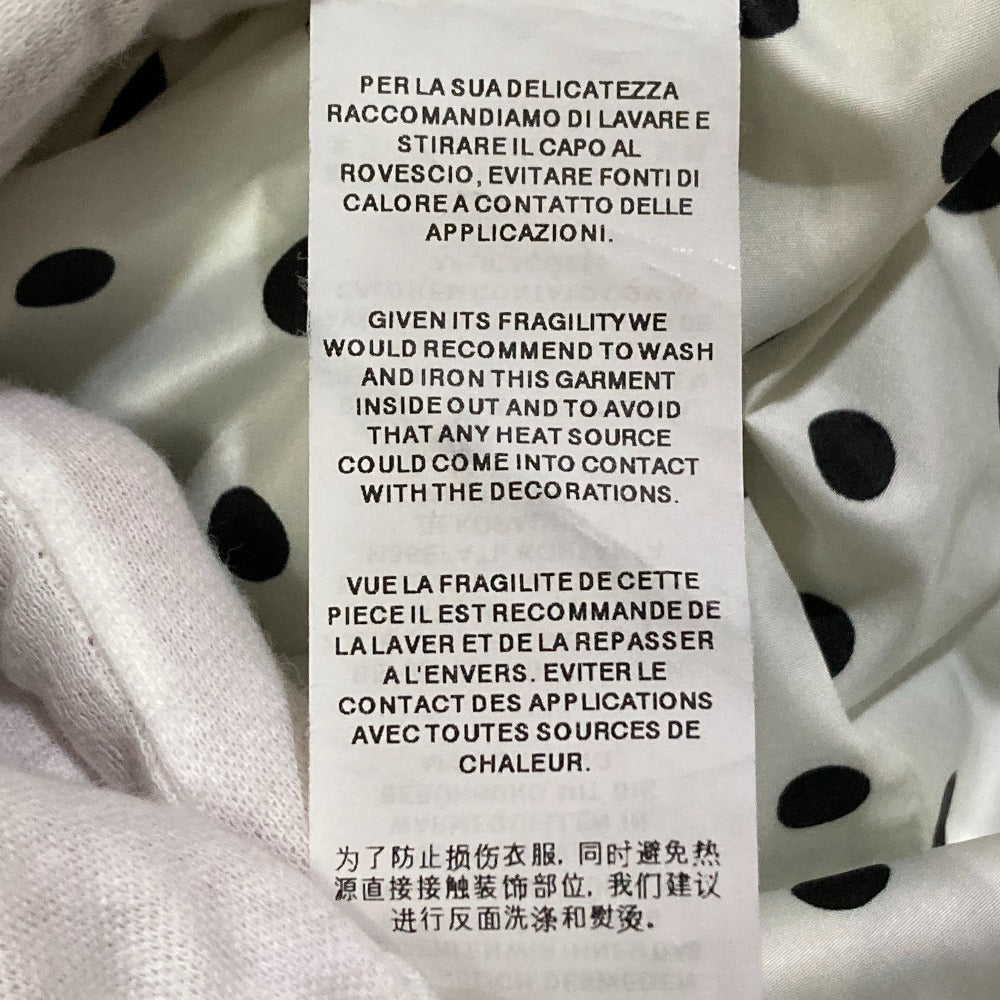 PER LA SUA DELICATEZZA
RACCOMANDIAMO DI LAVARE E
STIRARE IL CAPO AL
ROVESCIO, EVITARE FONTI DI
CALORE A CONTATTO DELLE
APPLICAZIONI.
GIVEN ITS FRAGILITY WE
WOULD RECOMMEND TO WASH
AND IRON THIS GARMENT
INSIDE OUT AND TO AVOID
THAT ANY HEAT SOURCE
COULD COME INTO CONTACT
WITH THE DECORATIONS.
VUE LA FRAGILITE DE CETTE
PIECE IL EST RECOMMANDE DE
LA LAVER ET DE LA REPASSER
A L'ENVERS. EVITER LE
CONTACT DES APPLICATIONS
AVEC TOUTES SOURCES DE
CHALEUR.
为了防止损伤衣服, 同时避免热
源直接接触装饰部位, 我们建议
进行反面洗涤和熨烫.